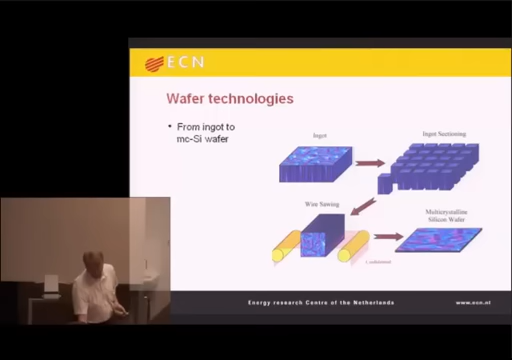 ECN
Wafer technologies
• From ingot to
mc-Si wafer
Ingot
Ingot Sectioning
Wire Sawing
Multicrystalline
Silicon Wafer
Energy research Centre of the Netherlands
www.ecn.nl